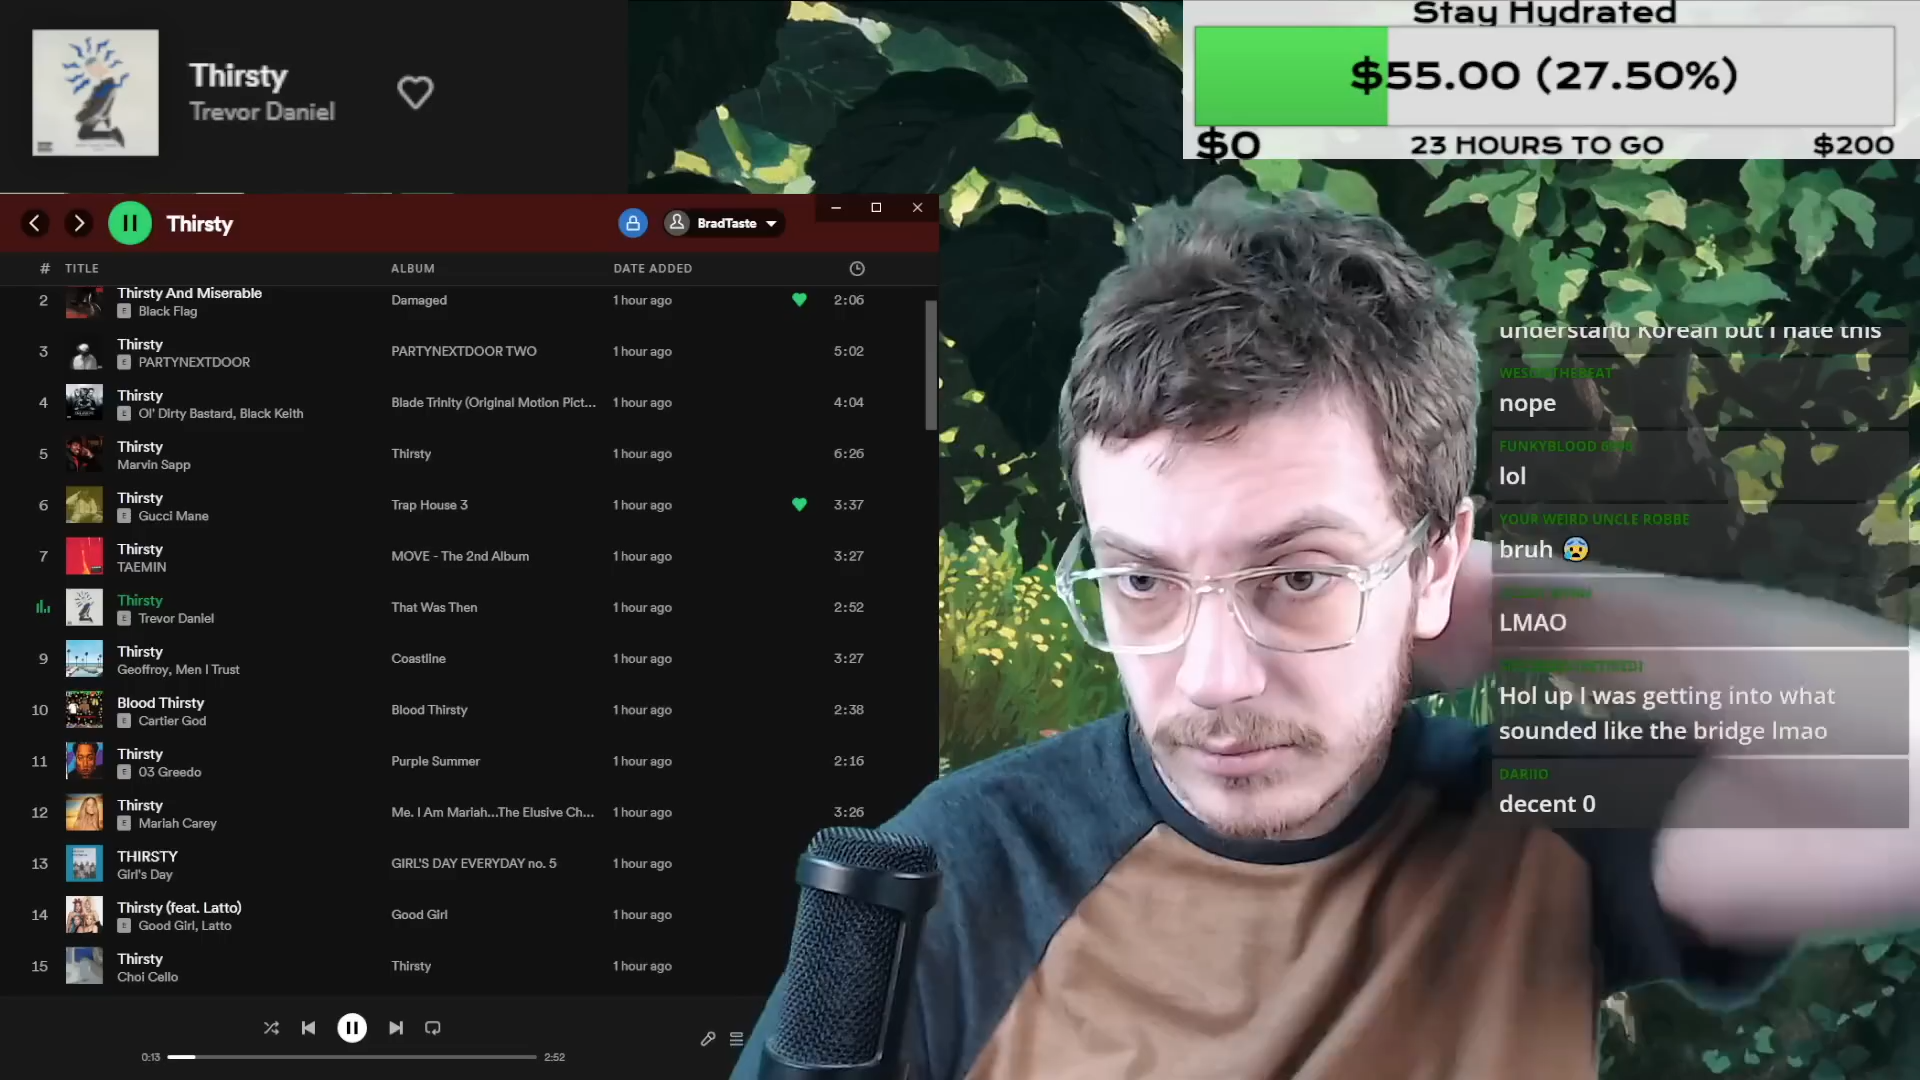 Thirsty
Trevor Daniel
Stay Hydrated
$55.00 (27.50%)
$0 23 HOURS TO GO $200
Thirsty
BradTaste
# TITLE ALBUM DATE ADDED
2 Thirsty And Miserable Damaged 1 hour ago 2:06
E Black Flag
3 Thirsty PARTYNEXTDOOR TWO 1 hour ago 5:02
E PARTYNEXTDOOR
4 Thirsty Blade Trinity (Original Motion Pict... 1 hour ago 4:04
E Ol' Dirty Bastard, Black Keith
5 Thirsty Thirsty 1 hour ago 6:26
Marvin Sapp
6 Thirsty Trap House 3 1 hour ago 3:37
E Gucci Mane
7 Thirsty MOVE - The 2nd Album 1 hour ago 3:27
TAEMIN
Thirsty That Was Then 1 hour ago 2:52
E Trevor Daniel
9 Thirsty Coastline 1 hour ago 3:27
Geoffroy, Men I Trust
10 Blood Thirsty Blood Thirsty 1 hour ago 2:38
E Cartier God
11 Thirsty Purple Summer 1 hour ago 2:16
E 03 Greedo
12 Thirsty Me. I Am Mariah...The Elusive Ch... 1 hour ago 3:26
E Mariah Carey
13 THIRSTY GIRL'S DAY EVERYDAY no. 5 1 hour ago
Girl's Day
14 Thirsty (feat. Latto) Good Girl 1 hour ago
E Good Girl, Latto
15 Thirsty Thirsty 1 hour ago
Choi Cello
0:13 2:52
understand Korean but I hate this
nope
FUNKYBLOOD
lol
YOUR WEIRD UNCLE ROBBE
bruh 😰
LMAO
Hol up I was getting into what
sounded like the bridge lmao
DARIIO
decent 0